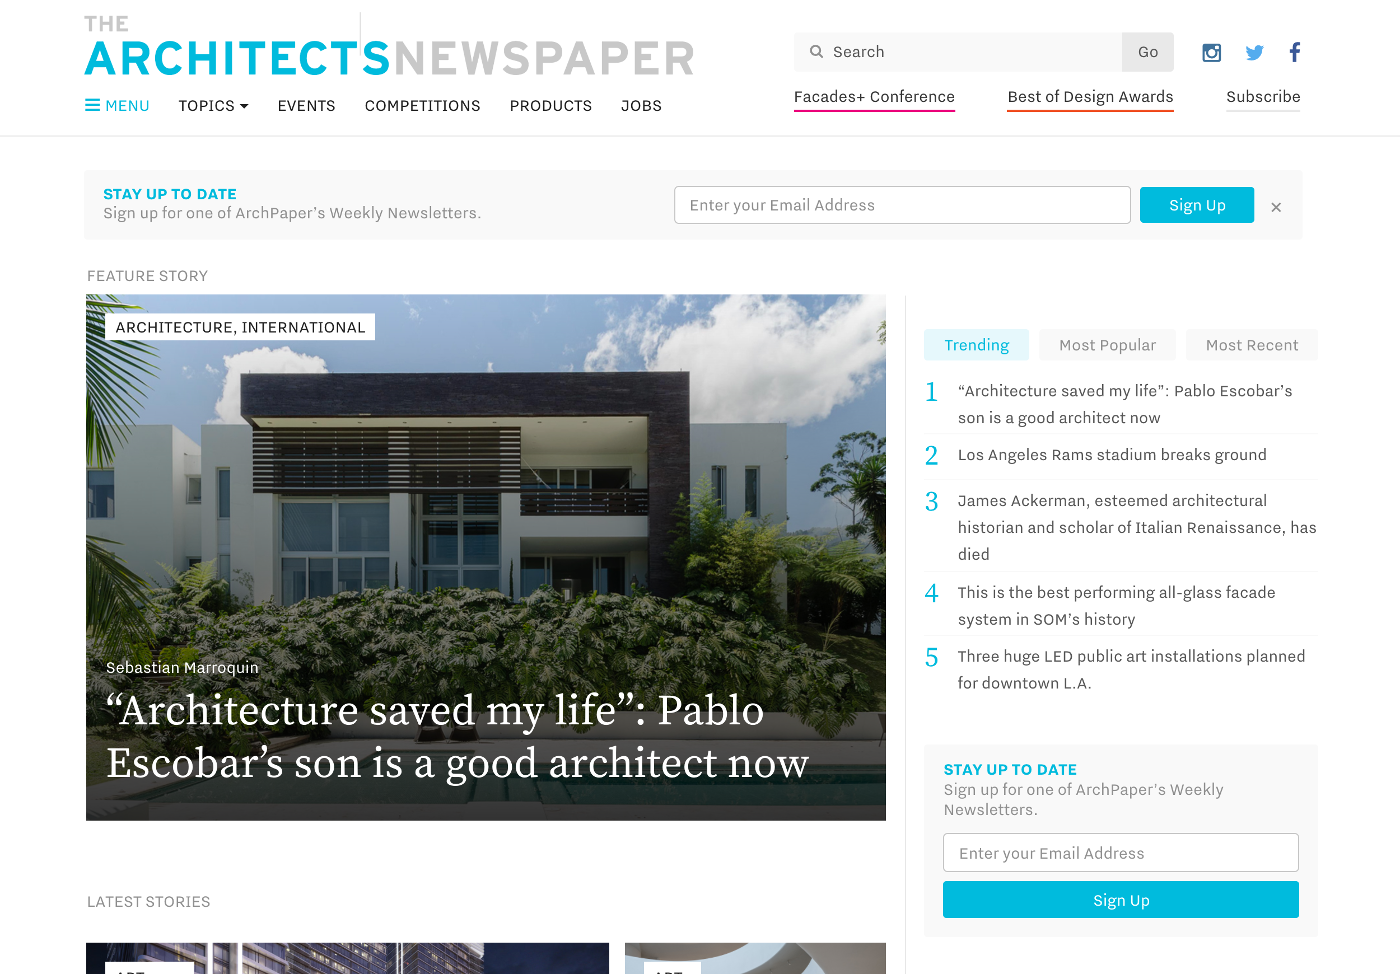 THE
ARCHITECTSNEWSPAPER
Search
Go
MENU
TOPICS
EVENTS
COMPETITIONS
PRODUCTS
JOBS
Facades+ Conference
Best of Design Awards
Subscribe
STAY UP TO DATE
Sign up for one of ArchPaper's Weekly Newsletters.
Enter your Email Address
Sign Up
×
FEATURE STORY
ARCHITECTURE, INTERNATIONAL
Sebastian Marroquin
“Architecture saved my life”: Pablo
Escobar’s son is a good architect now
Trending
Most Popular
Most Recent
1
“Architecture saved my life”: Pablo Escobar’s
son is a good architect now
2
Los Angeles Rams stadium breaks ground
3
James Ackerman, esteemed architectural
historian and scholar of Italian Renaissance, has
died
4
This is the best performing all-glass facade
system in SOM’s history
5
Three huge LED public art installations planned
for downtown L.A.
STAY UP TO DATE
Sign up for one of ArchPaper's Weekly
Newsletters.
Enter your Email Address
Sign Up
LATEST STORIES